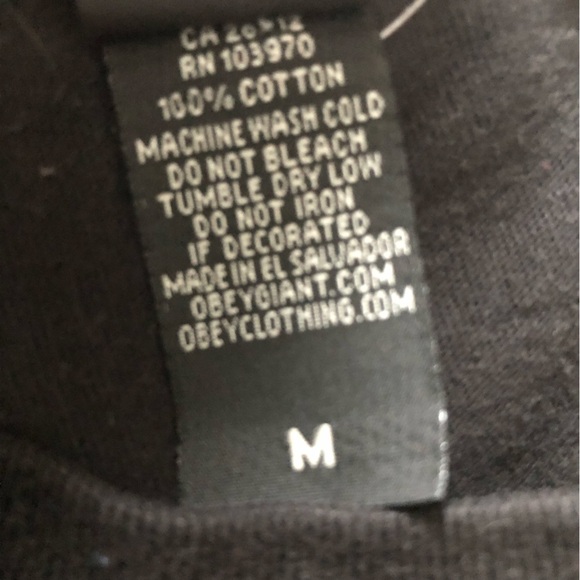 CA
RN 103970
100% COTTON
MACHINE WASH COLD
DO NOT BLEACH
TUMBLE DRY LOW
DO NOT IRON
IF DECORATED
MADE IN EL SALVADOR
OBEYGIANT.COM
OBEYCLOTHING.COM
M